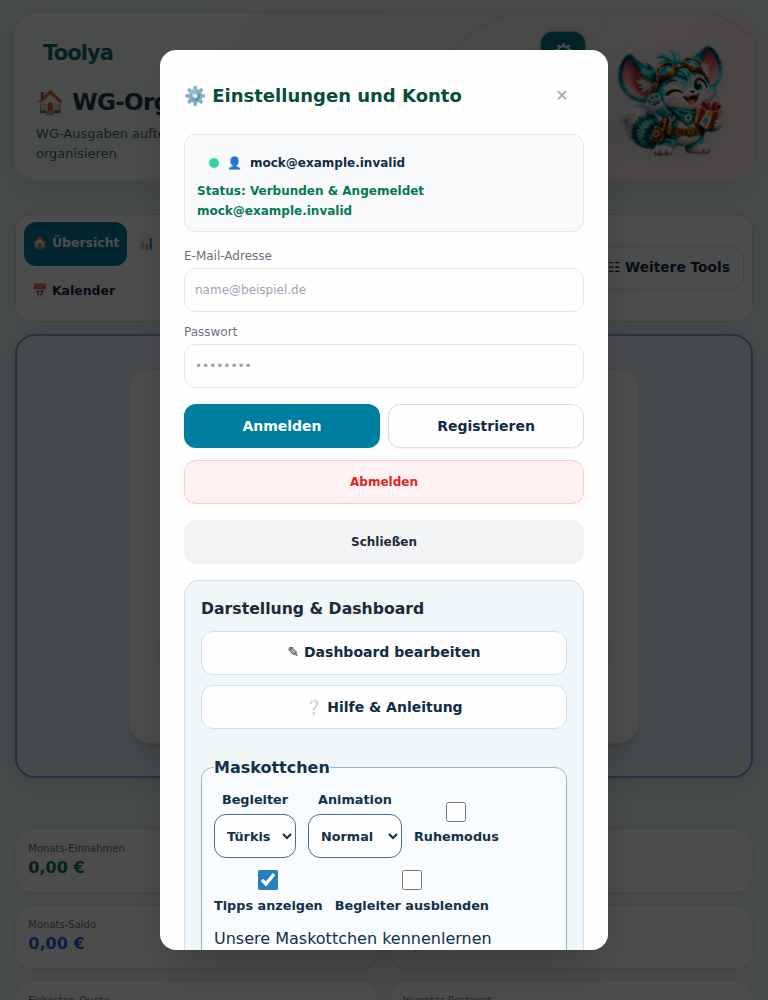 Toolya
WG-Org
WG-Ausgaben
organisieren
Übersicht
Kalender
Weitere Tools
Einstellungen und Konto
×
mock@example.invalid
Status: Verbunden & Angemeldet
mock@example.invalid
E-Mail-Adresse
name@beispiel.de
Passwort
••••••••
Anmelden
Registrieren
Abmelden
Schließen
Darstellung & Dashboard
✎ Dashboard bearbeiten
❔ Hilfe & Anleitung
Maskottchen
Begleiter
Animation
Türkis
Normal
Ruhemodus
Tipps anzeigen
Begleiter ausblenden
Unsere Maskottchen kennenlernen
Monats-Einnahmen
0,00 €
Monats-Saldo
0,00 €